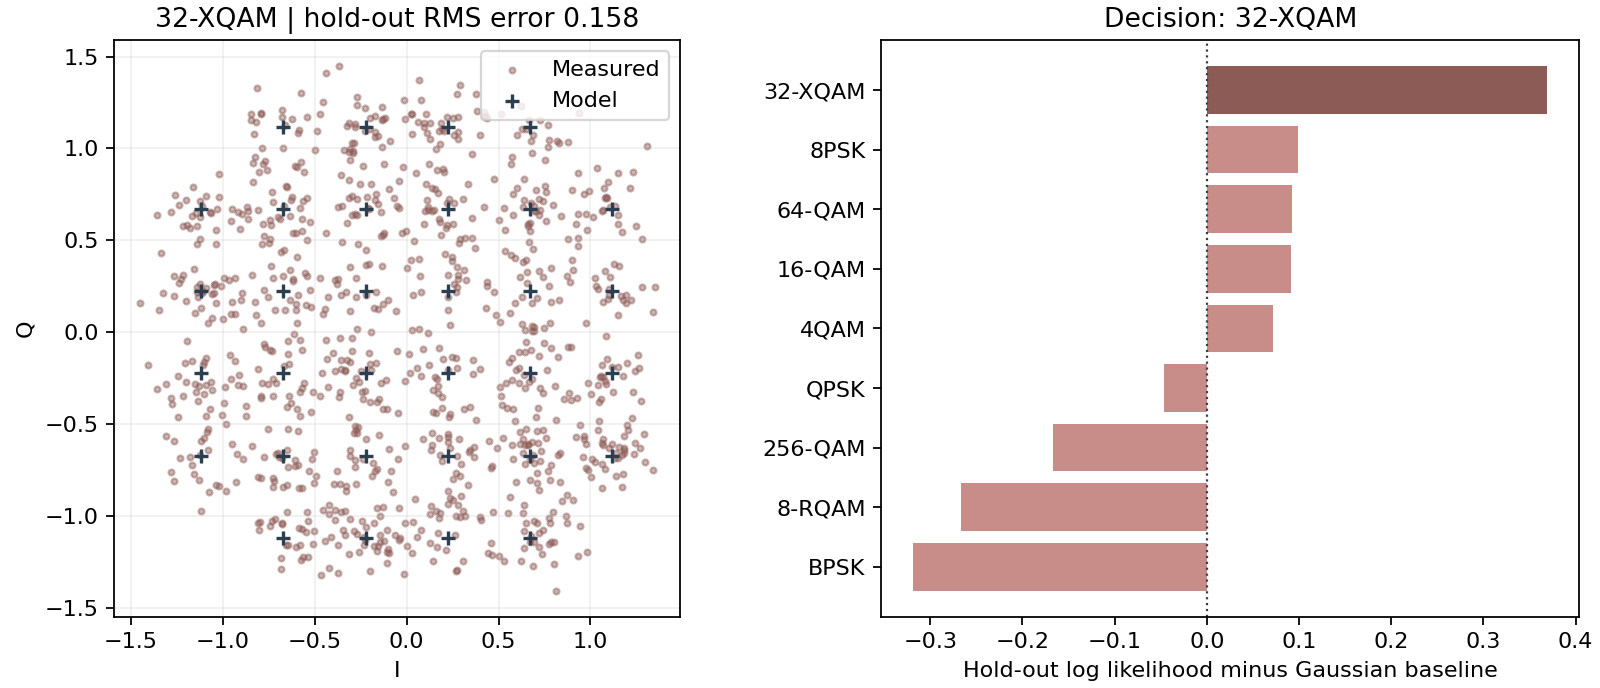 32-XQAM | hold-out RMS error 0.158
Measured
Model
1.5
1.0
0.5
0.0
−0.5
−1.0
−1.5
Q
−1.5
−1.0
−0.5
0.0
0.5
1.0
I
Decision: 32-XQAM
32-XQAM
8PSK
64-QAM
16-QAM
4QAM
QPSK
256-QAM
8-RQAM
BPSK
−0.3
−0.2
−0.1
0.0
0.1
0.2
0.3
0.4
Hold-out log likelihood minus Gaussian baseline